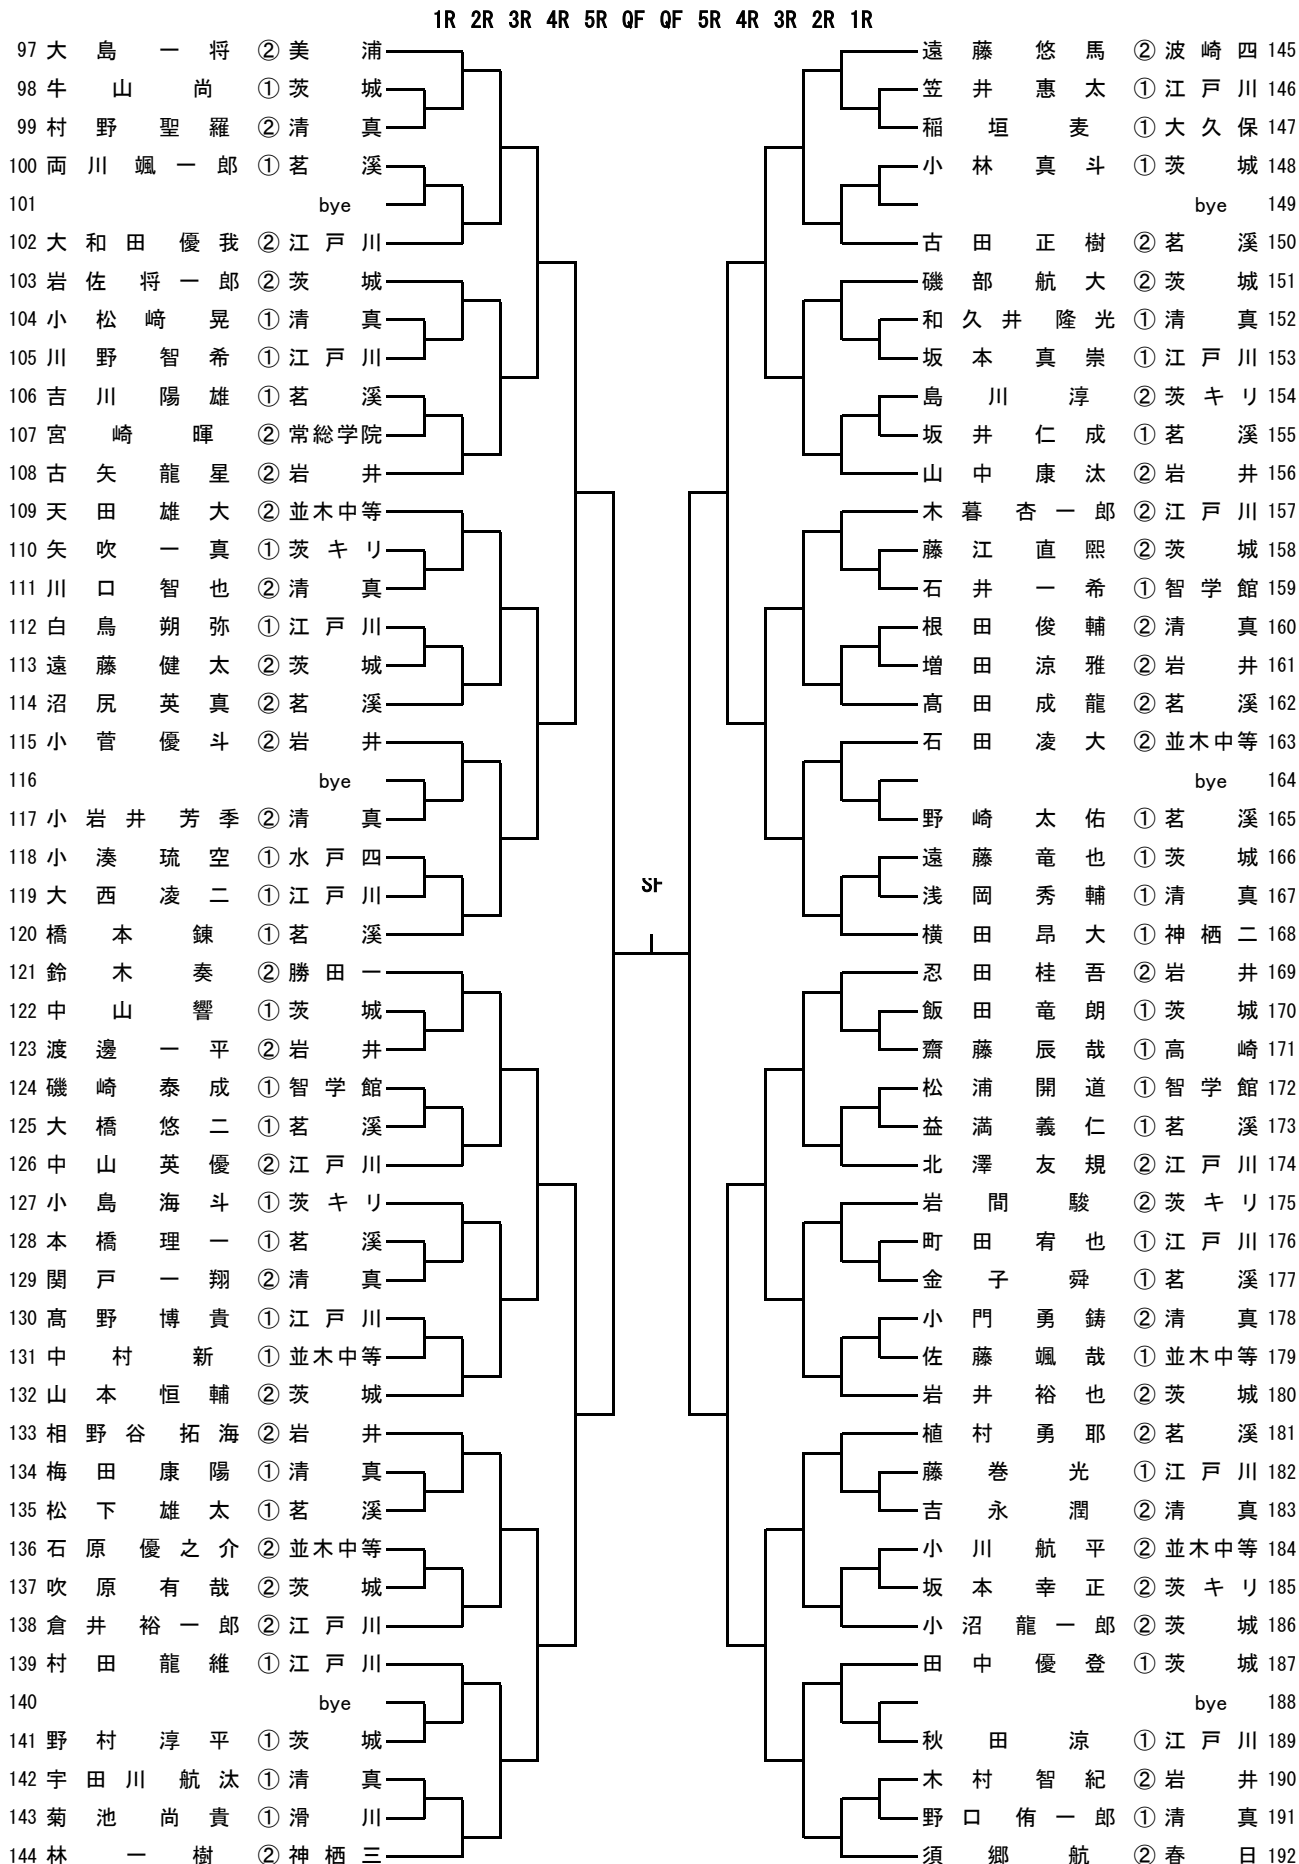 1R 2R 3R 4R 5R QF QF 5R 4R 3R 2R 1R
97 大島一将 ② 美浦
98 牛山尚 ① 茨城
99 村野聖羅 ② 清真
100 両川颯一郎 ① 茗溪
101 bye
102 大和田優我 ② 江戸川
103 岩佐将一郎 ② 茨城
104 小松﨑晃 ① 清真
105 川野智希 ① 江戸川
106 吉川陽雄 ① 茗溪
107 宮崎暉 ② 常総学院
108 古矢龍星 ② 岩井
109 天田雄大 ② 並木中等
110 矢吹一真 ① 茨キリ
111 川口智也 ② 清真
112 白鳥朔弥 ① 江戸川
113 遠藤健太 ② 茨城
114 沼尻英真 ② 茗溪
115 小菅優斗 ② 岩井
116 bye
117 小岩井芳季 ② 清真
118 小湊琉空 ① 水戸四
119 大西凌二 ① 江戸川
120 橋本錬 ① 茗溪
121 鈴木奏 ② 勝田一
122 中山響 ① 茨城
123 渡邊一平 ② 岩井
124 磯崎泰成 ① 智学館
125 大橋悠二 ① 茗溪
126 中山英優 ② 江戸川
127 小島海斗 ① 茨キリ
128 本橋理一 ① 茗溪
129 関戸一翔 ② 清真
130 髙野博貴 ① 江戸川
131 中村新 ① 並木中等
132 山本恒輔 ② 茨城
133 相野谷拓海 ② 岩井
134 梅田康陽 ① 清真
135 松下雄太 ① 茗溪
136 石原優之介 ② 並木中等
137 吹原有哉 ② 茨城
138 倉井裕一郎 ② 江戸川
139 村田龍維 ① 江戸川
140 bye
141 野村淳平 ① 茨城
142 宇田川航汰 ① 清真
143 菊池尚貴 ① 滑川
144 林一樹 ② 神栖三
SF
遠藤悠馬 ② 波崎四 145
笠井惠太 ① 江戸川 146
稲垣麦 ① 大久保 147
小林真斗 ① 茨城 148
bye 149
古田正樹 ② 茗溪 150
磯部航大 ② 茨城 151
和久井隆光 ① 清真 152
坂本真崇 ① 江戸川 153
島川淳 ② 茨キリ 154
坂井仁成 ① 茗溪 155
山中康汰 ② 岩井 156
木暮杏一郎 ② 江戸川 157
藤江直熙 ② 茨城 158
石井一希 ① 智学館 159
根田俊輔 ② 清真 160
増田涼雅 ② 岩井 161
髙田成龍 ② 茗溪 162
石田凌大 ② 並木中等 163
bye 164
野崎太佑 ① 茗溪 165
遠藤竜也 ① 茨城 166
浅岡秀輔 ① 清真 167
横田昂大 ① 神栖二 168
忍田桂吾 ② 岩井 169
飯田竜朗 ① 茨城 170
齋藤辰哉 ① 高崎 171
松浦開道 ① 智学館 172
益満義仁 ① 茗溪 173
北澤友規 ② 江戸川 174
岩間駿 ② 茨キリ 175
町田宥也 ① 江戸川 176
金子舜 ① 茗溪 177
小門勇鋳 ② 清真 178
佐藤颯哉 ① 並木中等 179
岩井裕也 ② 茨城 180
植村勇耶 ② 茗溪 181
藤巻光 ① 江戸川 182
吉永潤 ② 清真 183
小川航平 ② 並木中等 184
坂本幸正 ② 茨キリ 185
小沼龍一郎 ② 茨城 186
田中優登 ① 茨城 187
bye 188
秋田涼 ① 江戸川 189
木村智紀 ② 岩井 190
野口侑一郎 ① 清真 191
須郷航 ② 春日 192